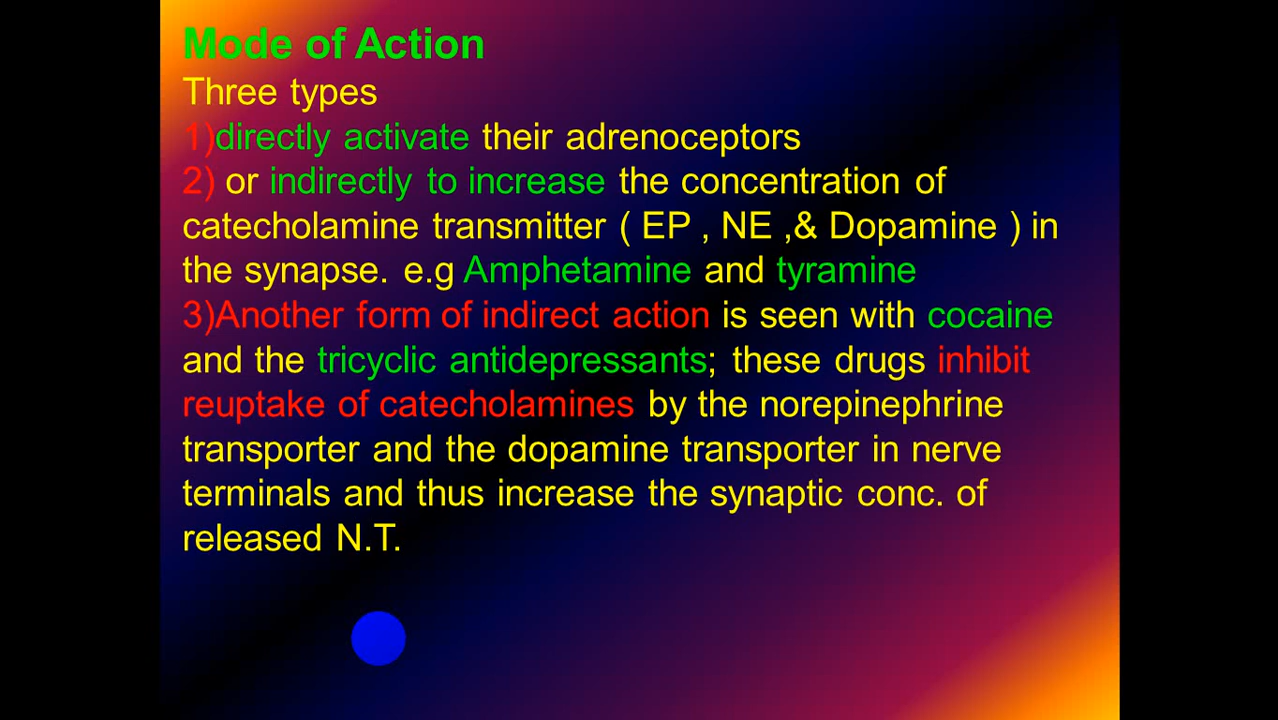 Mode of Action
Three types
1)directly activate their adrenoceptors
2) or indirectly to increase the concentration of
catecholamine transmitter ( EP , NE ,& Dopamine ) in
the synapse. e.g Amphetamine and tyramine
3)Another form of indirect action is seen with cocaine
and the tricyclic antidepressants; these drugs inhibit
reuptake of catecholamines by the norepinephrine
transporter and the dopamine transporter in nerve
terminals and thus increase the synaptic conc. of
released N.T.